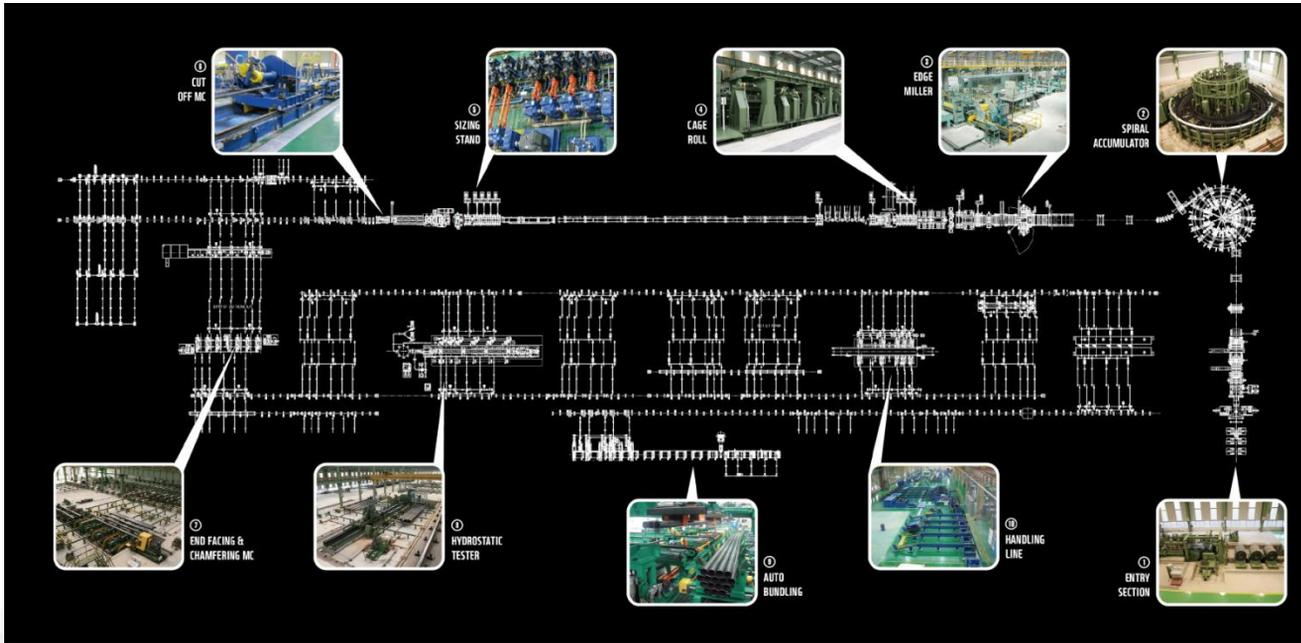 ⑥
CUT
OFF MC
⑤
SIZING
STAND
④
CAGE
ROLL
③
EDGE
MILLER
②
SPIRAL
ACCUMULATOR
⑦
END FACING &
CHAMFERING MC
⑧
HYDROSTATIC
TESTER
⑨
AUTO
BUNDLING
⑩
HANDLING
LINE
①
ENTRY
SECTION